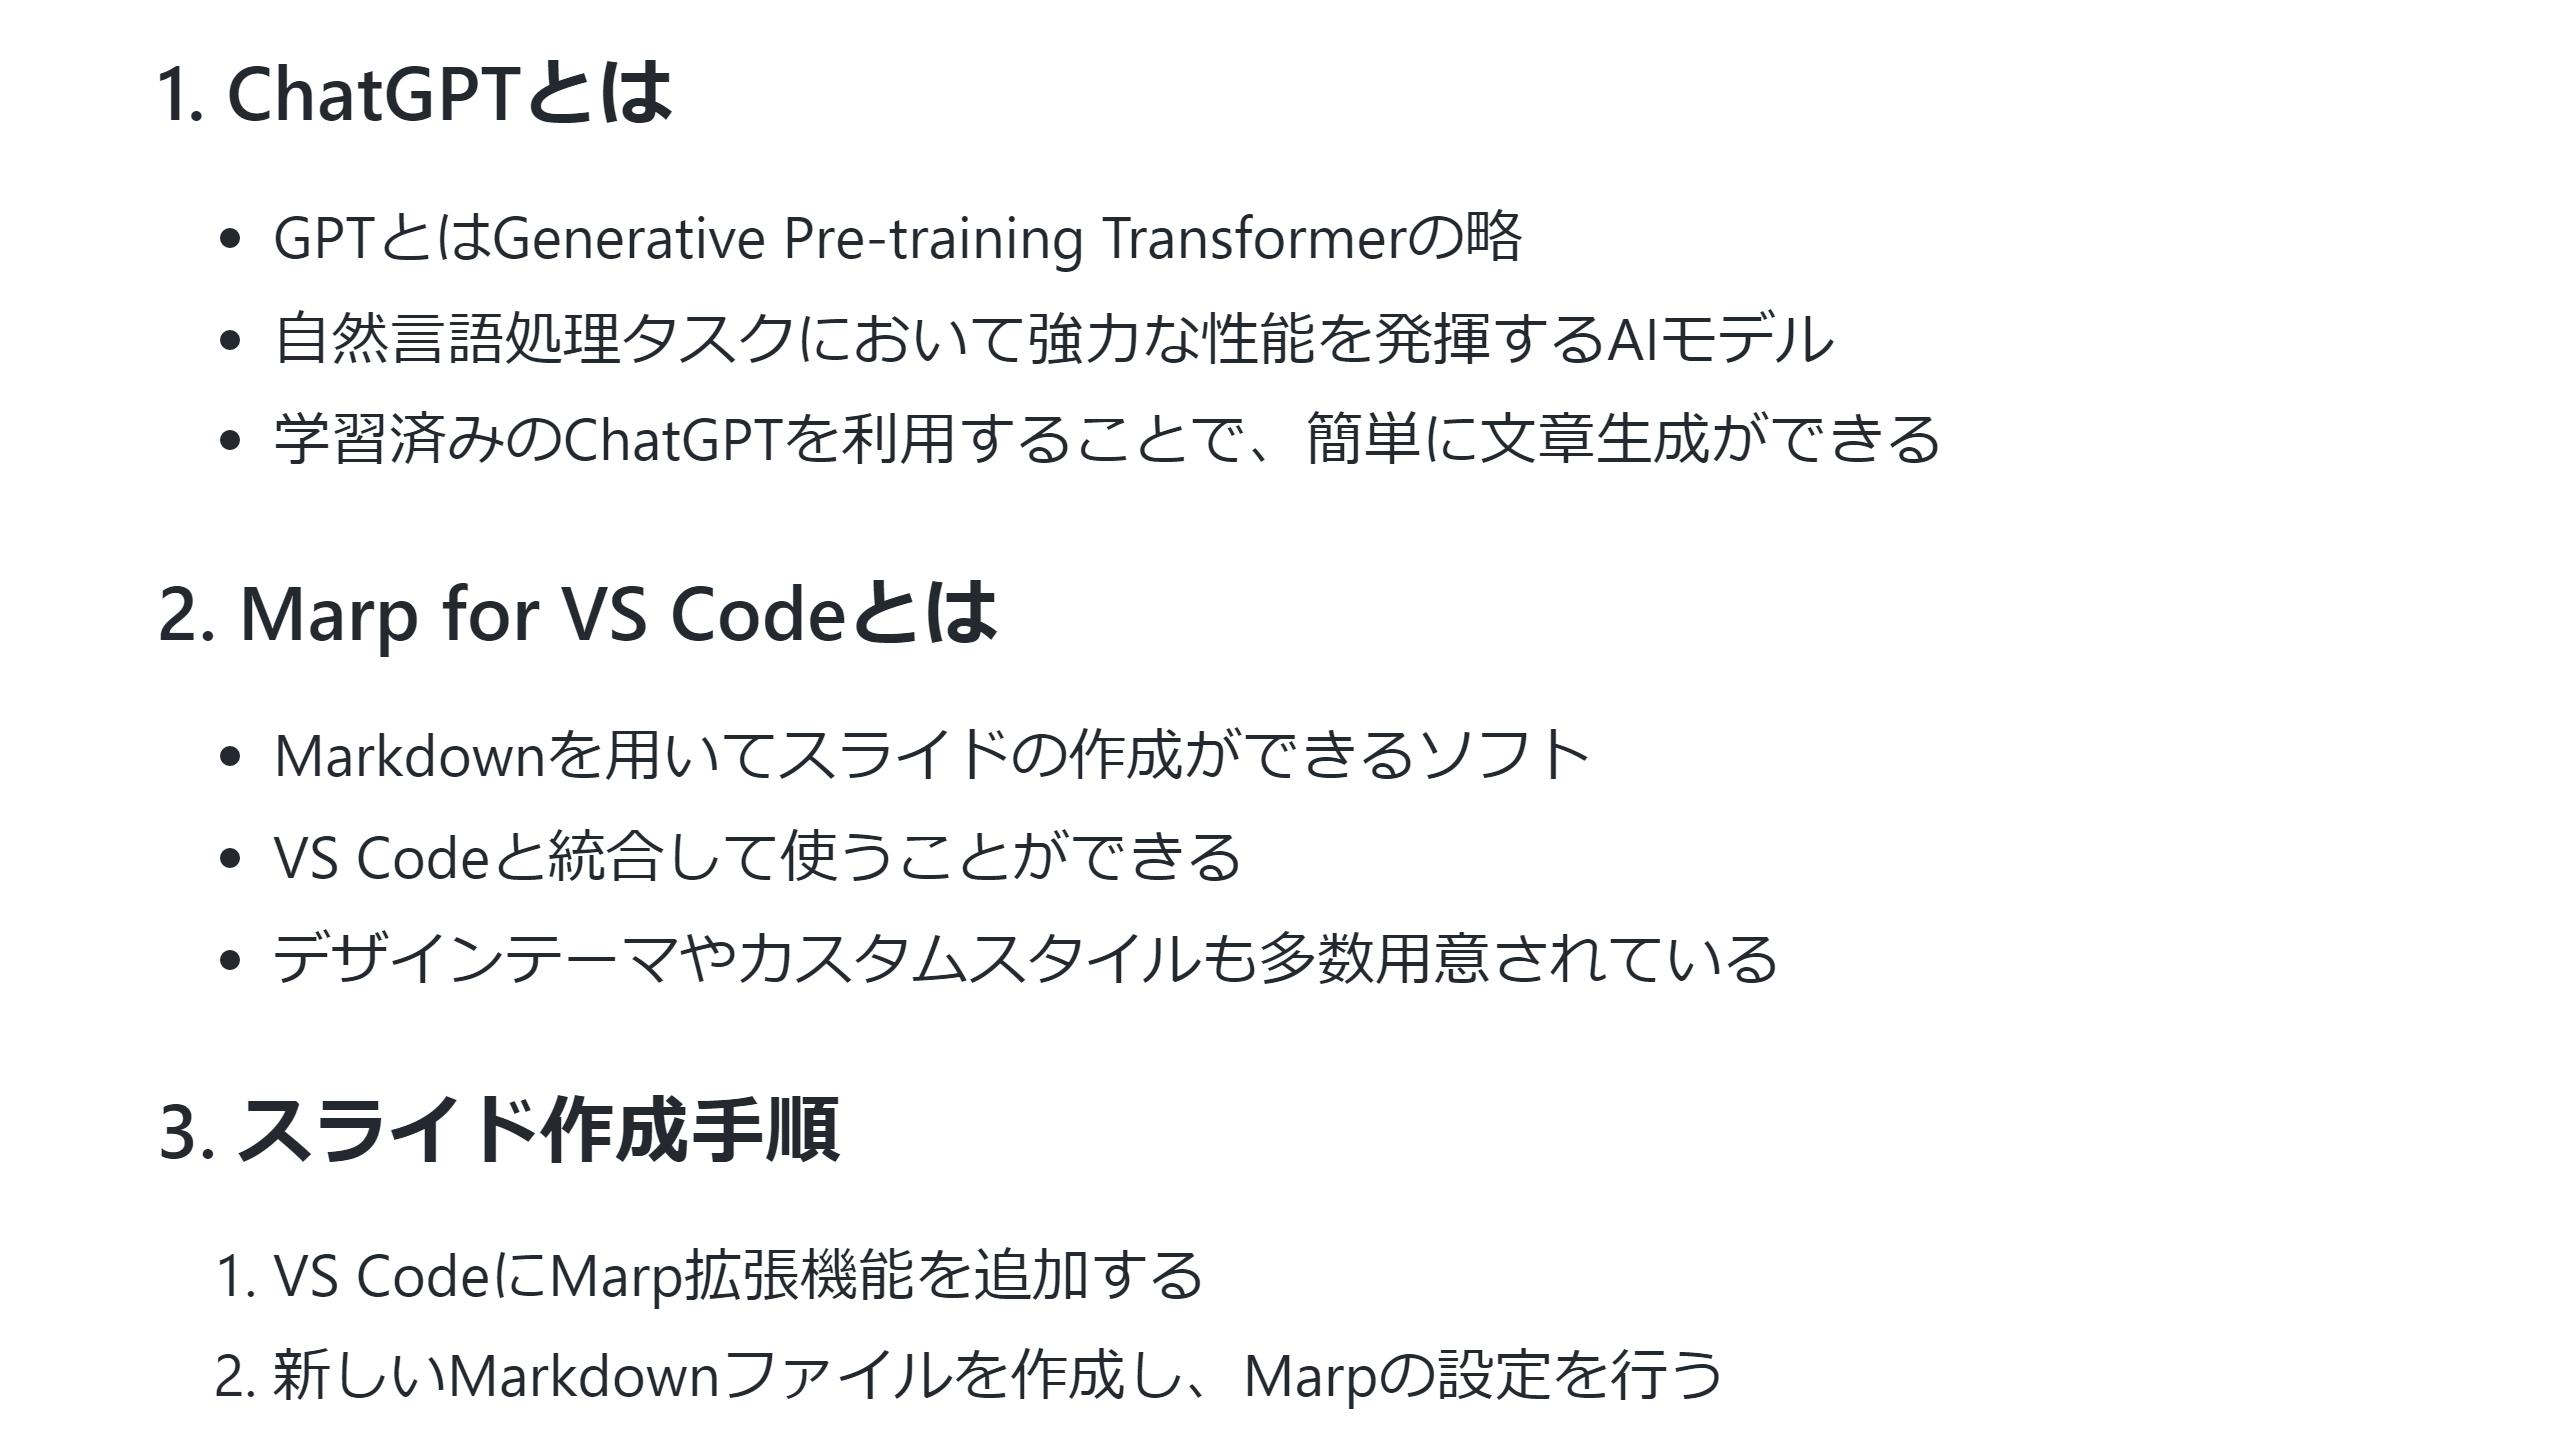 1. ChatGPTとは
• GPTとはGenerative Pre-training Transformerの略
• 自然言語処理タスクにおいて強力な性能を発揮するAIモデル
• 学習済みのChatGPTを利用することで、簡単に文章生成ができる
2. Marp for VS Codeとは
• Markdownを用いてスライドの作成ができるソフト
• VS Codeと統合して使うことができる
• デザインテーマやカスタムスタイルも多数用意されている
3. スライド作成手順
1. VS CodeにMarp拡張機能を追加する
2. 新しいMarkdownファイルを作成し、Marpの設定を行う